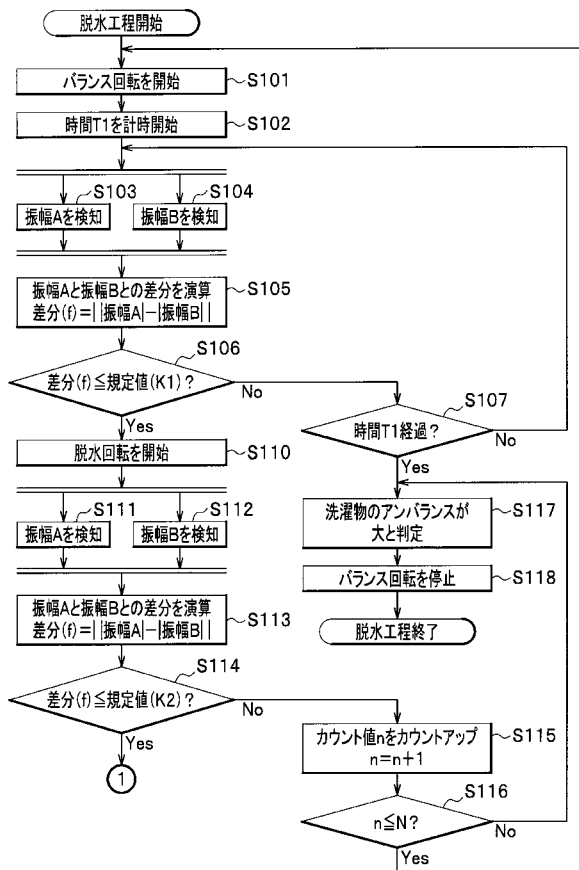 脱水工程開始
バランス回転を開始
S101
時間T1を計時開始
S102
S103
振幅Aを検知
S104
振幅Bを検知
振幅Aと振幅Bとの差分を演算
差分(f)=||振幅A|-|振幅B||
S105
S106
差分(f)≦規定値(K1)?
No
Yes
S107
時間T1経過?
No
Yes
脱水回転を開始
S110
S111
振幅Aを検知
S112
振幅Bを検知
洗濯物のアンバランスが
大と判定
S117
バランス回転を停止
S118
脱水工程終了
振幅Aと振幅Bとの差分を演算
差分(f)=||振幅A|-|振幅B||
S113
S114
差分(f)≦規定値(K2)?
No
Yes
1
カウント値nをカウントアップ
n=n+1
S115
S116
n≦N?
No
Yes